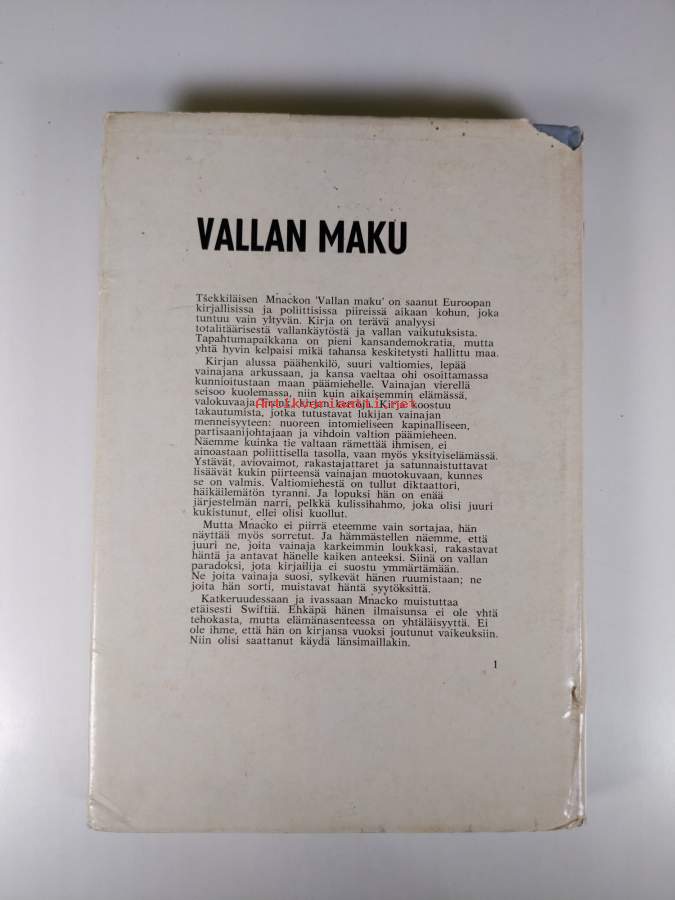 VALLAN MAKU
Tšekkiläisen Mnackon 'Vallan maku' on saanut Euroopan
kirjallisissa ja poliittisissa piireissä aikaan kohun, joka
tuntuu vain yltyvän. Kirja on terävä analyysi
totalitäärisestä vallankäytöstä ja vallan vaikutuksista.
Tapahtumapaikkana on pieni kansandemokratia, mutta
yhtä hyvin kelpaisi mikä tahansa keskitetysti hallittu maa.
Kirjan alussa päähenkilö, suuri valtiomies, lepää
vainajana arkussaan, ja kansa vaeltaa ohi osoittamassa
kunnioitustaan maan päämiehelle. Vainajan vierellä
seisoo kuolemassa, niin kuin aikaisemmin elämässä,
valokuvaaja, Kirja koostuu
Antikvariaatti.net
takautumista, jotka tutustavat lukijan vainajan
menneisyyteen: nuoreen intomieliseen kapinalliseen,
partisaanijohtajaan ja vihdoin valtion päämieheen.
Näemme kuinka tie valtaan rämettää ihmisen, ei
ainoastaan poliittisella tasolla, vaan myös yksityiselämässä.
Ystävät, aviovaimot, rakastajattaret ja satunnaistuttavat
lisäävät kukin piirteensä vainajan muotokuvaan, kunnes
se on valmis. Valtiomiehestä on tullut diktaattori,
häikäilemätön tyranni. Ja lopuksi hän on enää
järjestelmän narri, pelkkä kulissihahmo, joka olisi juuri
kukistunut, ellei olisi kuollut.
Mutta Mnacko ei piirrä eteemme vain sortajaa, hän
näyttää myös sorretut. Ja hämmästellen näemme, että
juuri ne, joita vainaja karkeimmin loukkasi, rakastavat
häntä ja antavat hänelle kaiken anteeksi. Siinä on vallan
paradoksi, jota kirjailija ei suostu ymmärtämään.
Ne joita vainaja suosi, sylkevät hänen ruumistaan; ne
joita hän sorti, muistavat häntä syytöksittä.
Katkeruudessaan ja ivassaan Mnacko muistuttaa
etäisesti Swiftiä. Ehkäpä hänen ilmaisunsa ei ole yhtä
tehokasta, mutta elämänasenteessa on yhtäläisyyttä. Ei
ole ihme, että hän on kirjansa vuoksi joutunut vaikeuksiin.
Niin olisi saattanut käydä länsimaillakin.
1